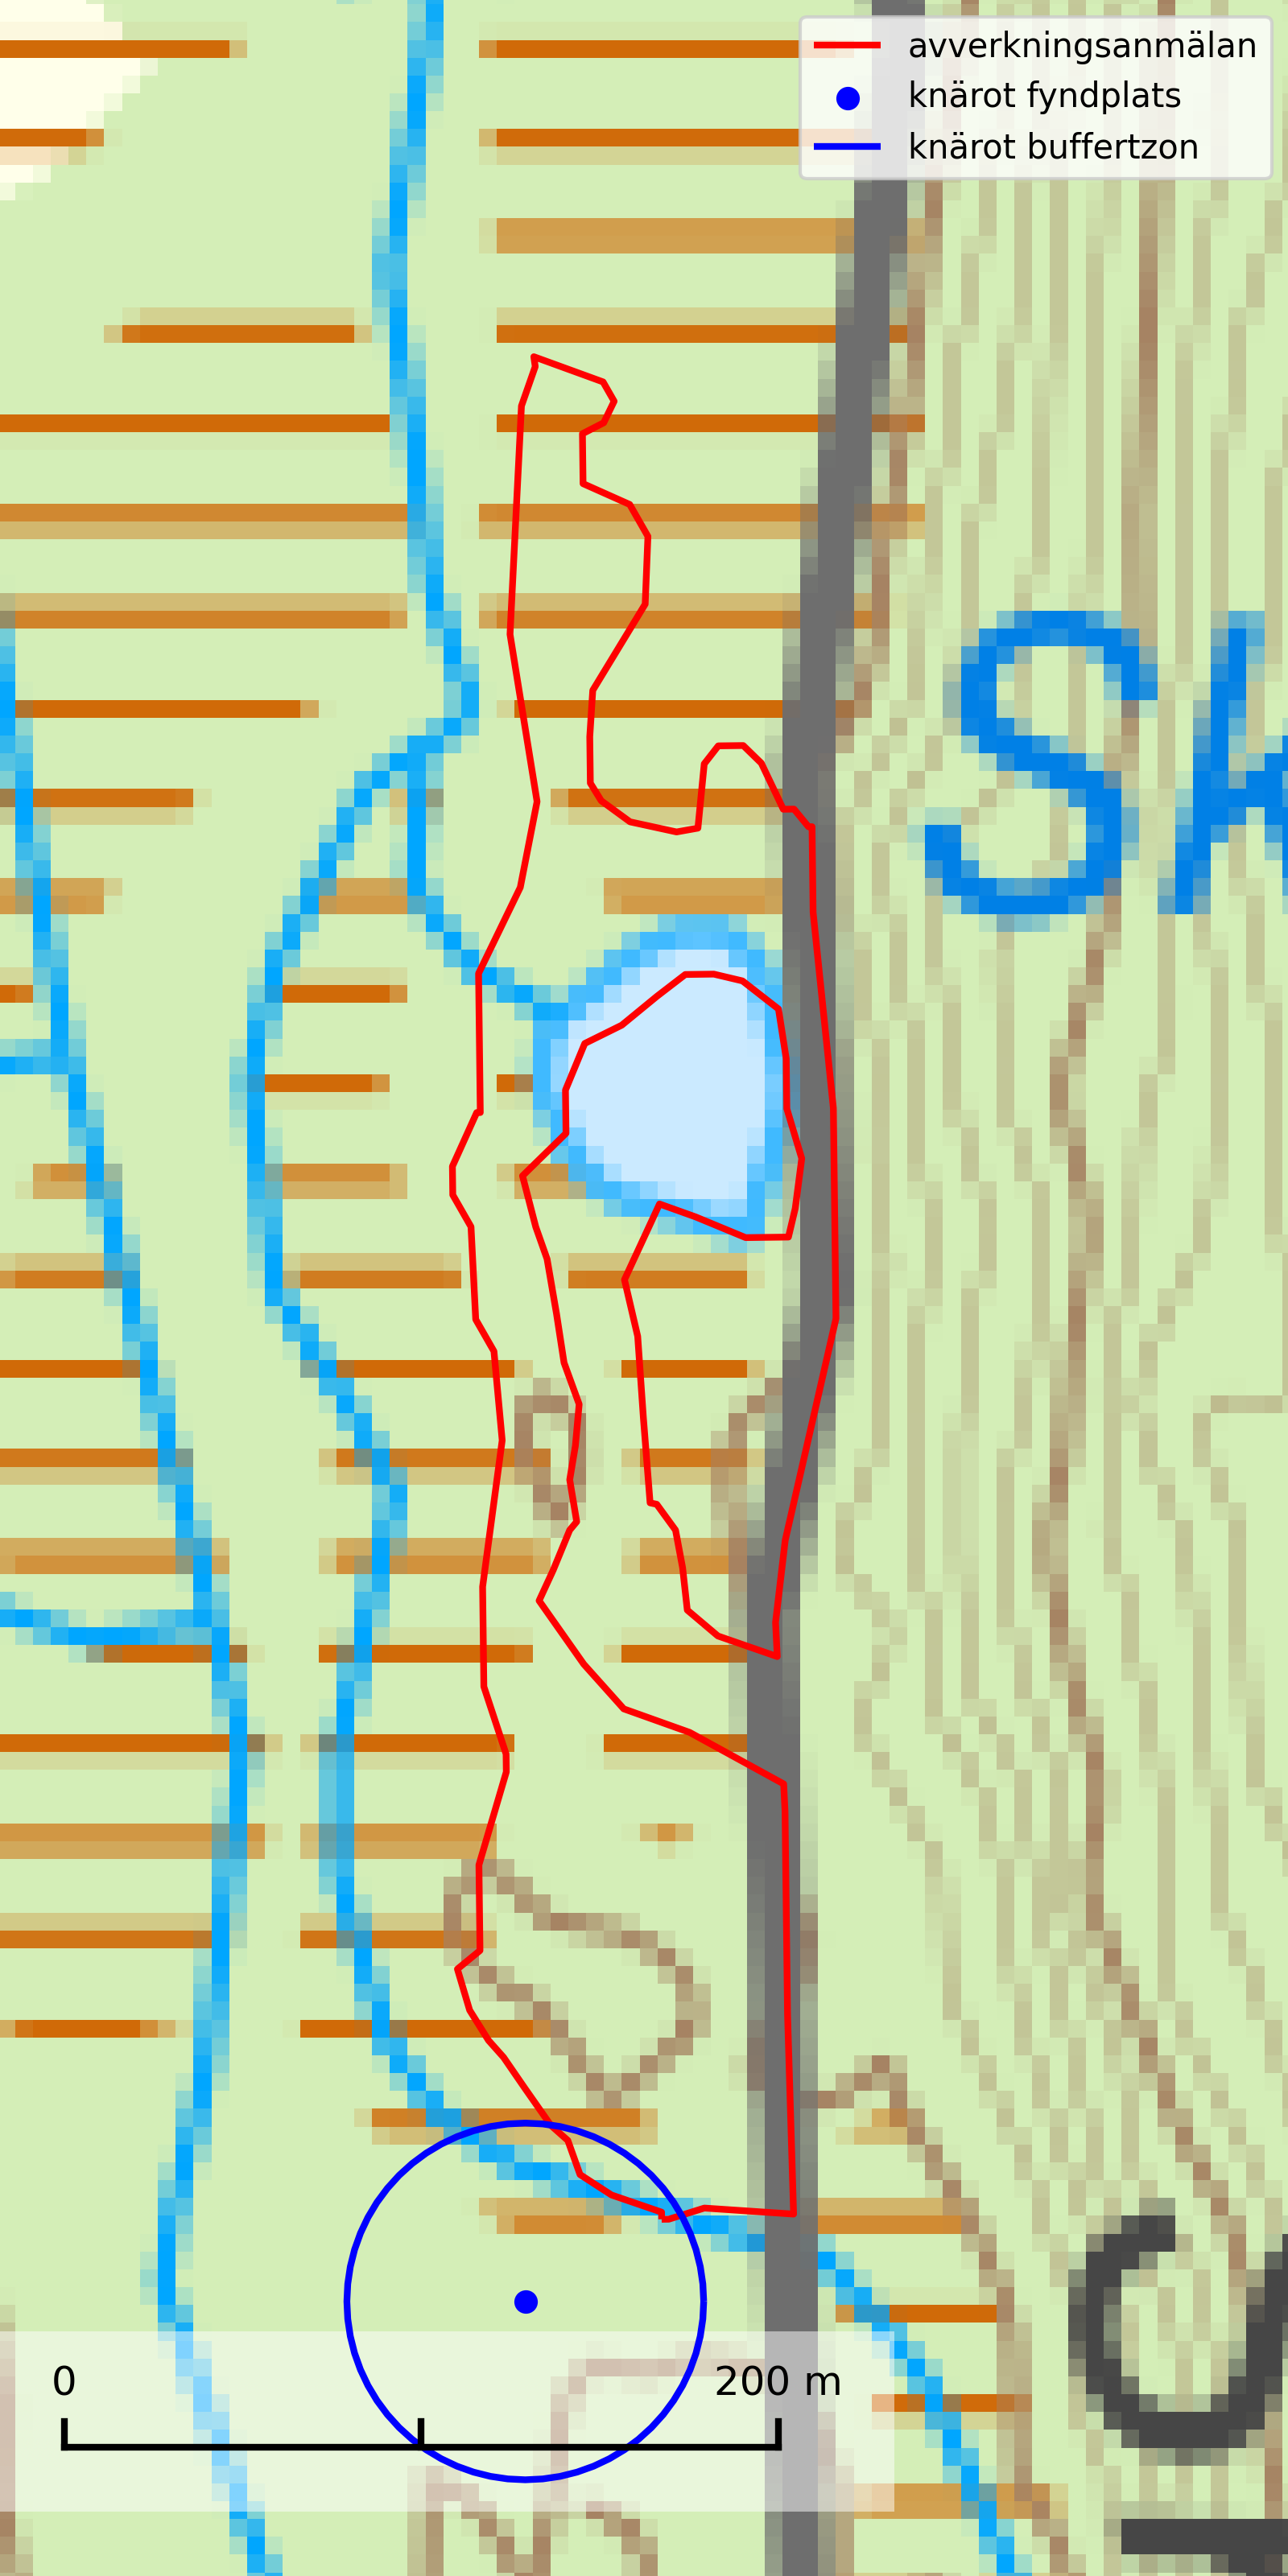 avverkningsanmälan
knärot fyndplats
knärot buffertzon
0 200 m